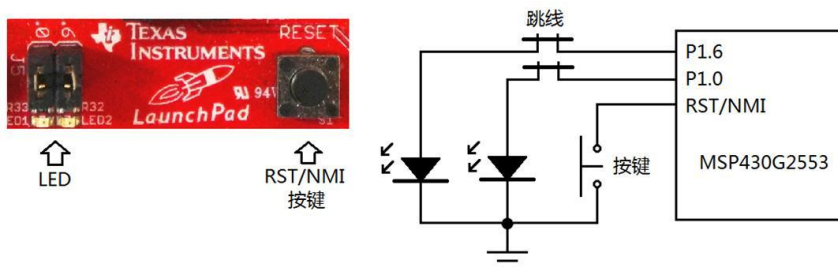 TEXAS
INSTRUMENTS
RESET
J5
R33
R32
LED2
94V
S1
LaunchPad
LED
RST/NMI
按键
跳线
P1.6
P1.0
RST/NMI
按键
MSP430G2553